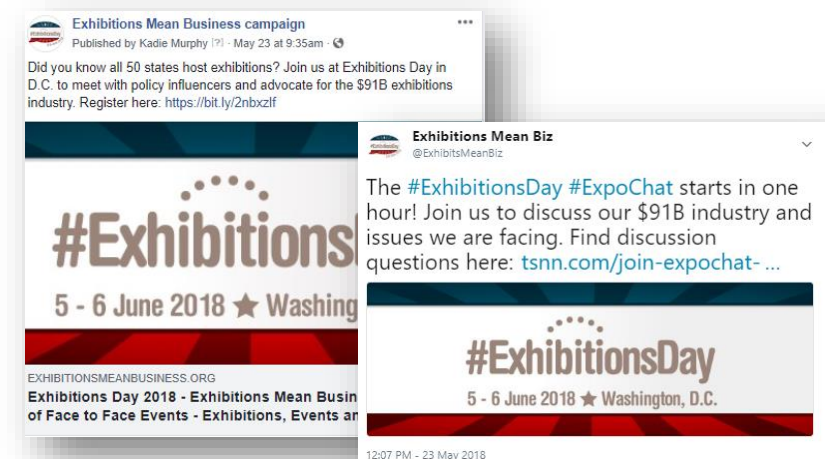 Exhibitions Mean Business campaign
Published by Kadie Murphy [?] · May 23 at 9:35am ·
Did you know all 50 states host exhibitions? Join us at Exhibitions Day in
D.C. to meet with policy influencers and advocate for the $91B exhibitions
industry. Register here: https://bit.ly/2nbxzlf
#Exhibitions
5 - 6 June 2018 ★ Washing
EXHIBITIONSMEANBUSINESS.ORG
Exhibitions Day 2018 - Exhibitions Mean Busin
of Face to Face Events - Exhibitions, Events an
Exhibitions Mean Biz
@ExhibitsMeanBiz
The #ExhibitionsDay #ExpoChat starts in one
hour! Join us to discuss our $91B industry and
issues we are facing. Find discussion
questions here: tsnn.com/join-expochat- ...
#ExhibitionsDay
5 - 6 June 2018 ★ Washington, D.C.
12:07 PM - 23 May 2018